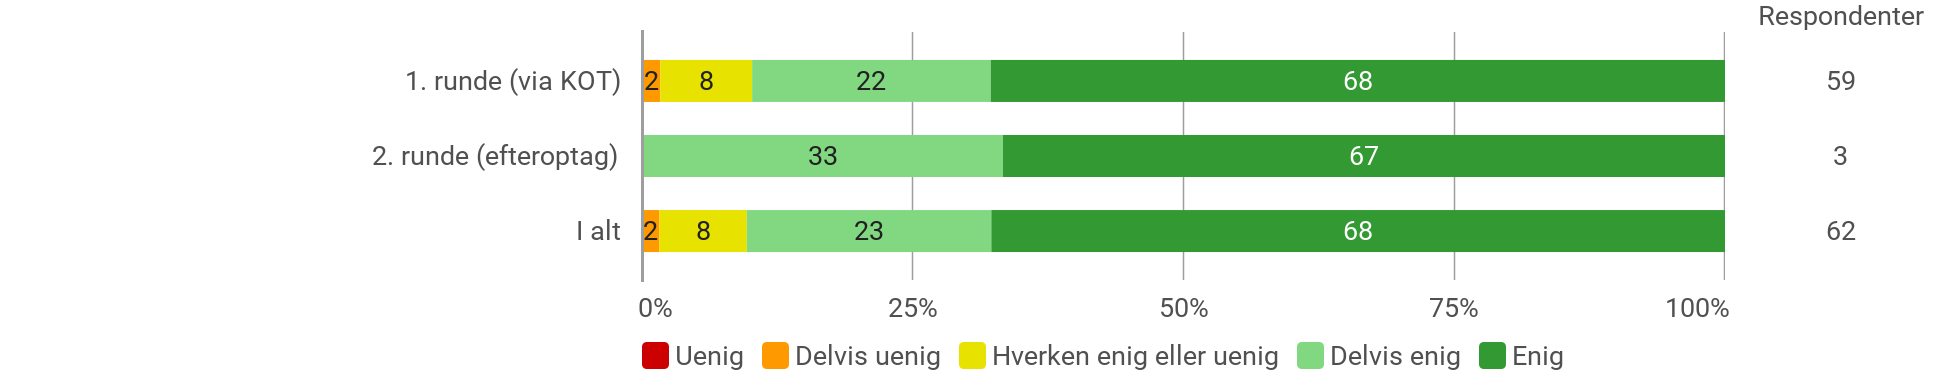 Respondenter
1. runde (via KOT) 2 8 22 68 59
2. runde (efteroptag) 33 67 3
I alt 2 8 23 68 62
0% 25% 50% 75% 100%
Uenig Delvis uenig Hverken enig eller uenig Delvis enig Enig